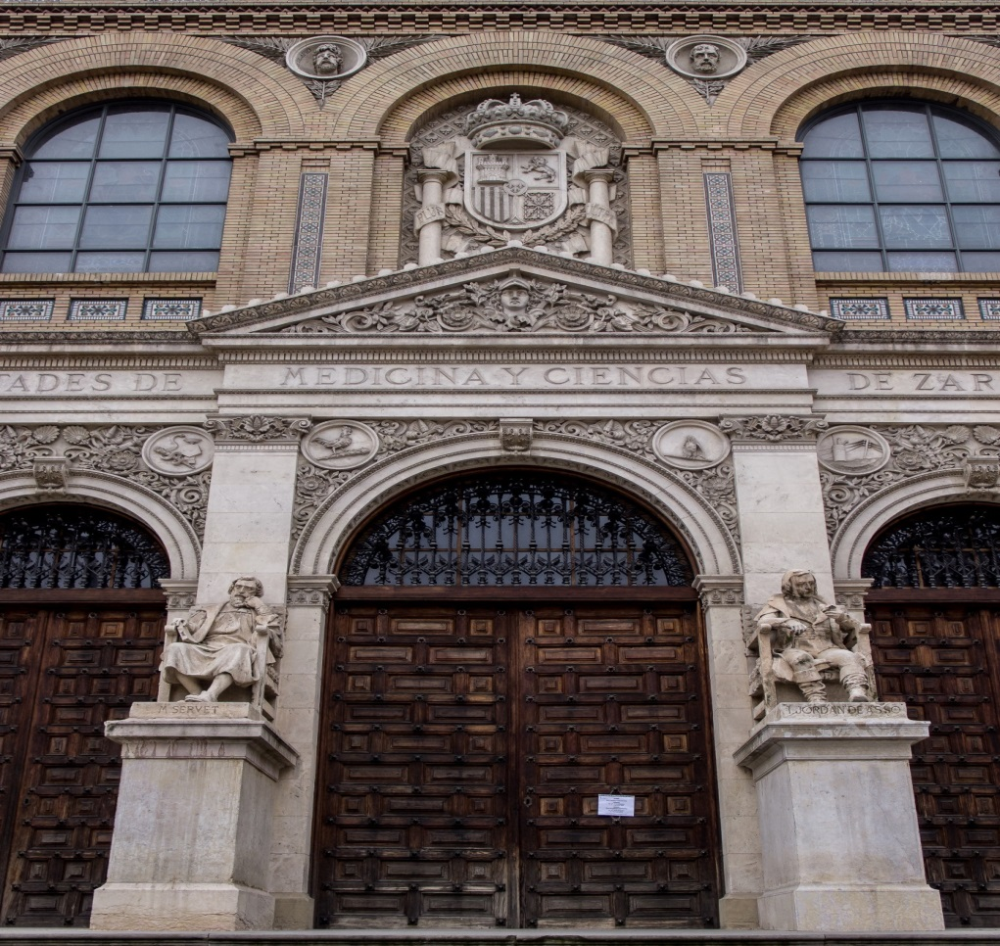 TADES DE MEDICINA Y CIENCIAS DE ZAR
M SERVET
I. JORDAN DE ASSO